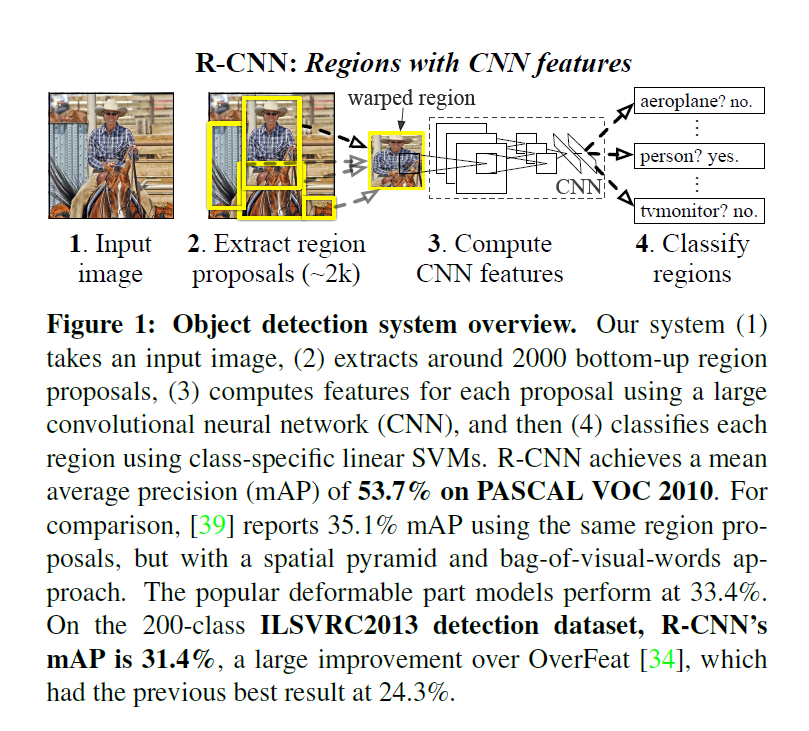 R-CNN: Regions with CNN features
warped region
aeroplane? no.
⋮
person? yes.
⋮
tvmonitor? no.
CNN
1. Input
image
2. Extract region
proposals (~2k)
3. Compute
CNN features
4. Classify
regions
Figure 1: Object detection system overview. Our system (1)
takes an input image, (2) extracts around 2000 bottom-up region
proposals, (3) computes features for each proposal using a large
convolutional neural network (CNN), and then (4) classifies each
region using class-specific linear SVMs. R-CNN achieves a mean
average precision (mAP) of 53.7% on PASCAL VOC 2010. For
comparison, [39] reports 35.1% mAP using the same region pro-
posals, but with a spatial pyramid and bag-of-visual-words ap-
proach. The popular deformable part models perform at 33.4%.
On the 200-class ILSVRC2013 detection dataset, R-CNN's
mAP is 31.4%, a large improvement over OverFeat [34], which
had the previous best result at 24.3%.